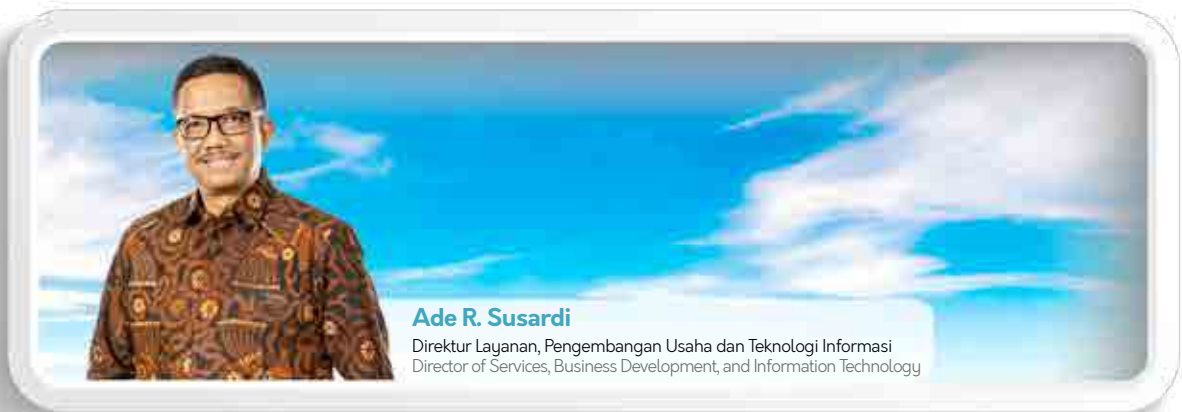 Ade R. Susardi
Direktur Layanan, Pengembangan Usaha dan Teknologi Informasi
Director of Services, Business Development, and Information Technology